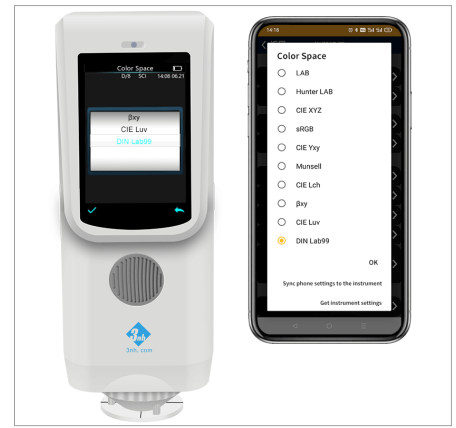 Color Space
D/8 SCI 14:08 06.21
βxy
CIE Luv
DIN Lab99
3nh
3nh.com
14:18
Color Space
LAB
Hunter LAB
CIE XYZ
sRGB
CIE Yxy
Munsell
CIE Lch
βxy
CIE Luv
DIN Lab99
OK
Sync phone settings to the instrument
Get instrument settings